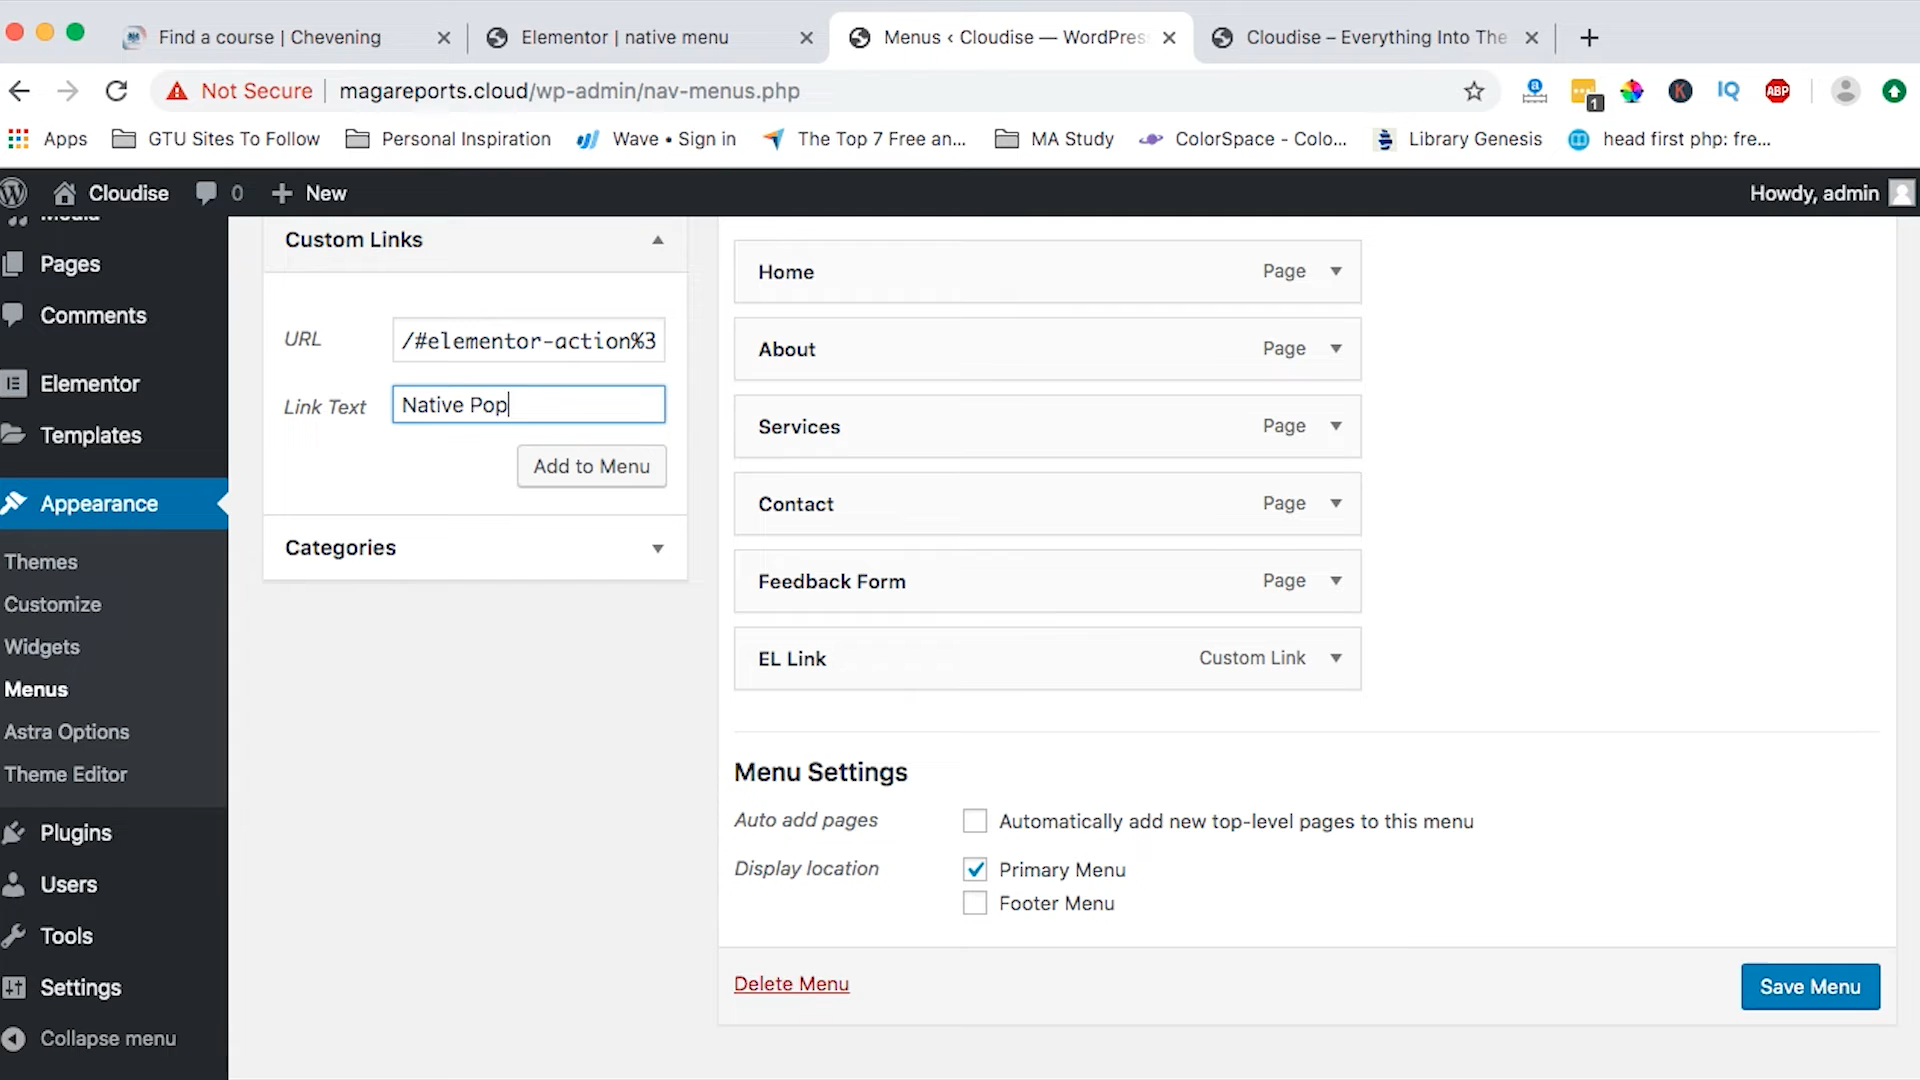 Find a course | Chevening
Elementor | native menu
Menus ‹ Cloudise — WordPres
Cloudise – Everything Into The
Not Secure
magareports.cloud/wp-admin/nav-menus.php
1
IQ
ABP
K
a
Apps
GTU Sites To Follow
Personal Inspiration
Wave • Sign in
The Top 7 Free an...
MA Study
ColorSpace - Colo...
Library Genesis
head first php: fre...
Cloudise
0
New
Howdy, admin
Media
Pages
Comments
Elementor
Templates
Appearance
Themes
Customize
Widgets
Menus
Astra Options
Theme Editor
Plugins
Users
Tools
Settings
Collapse menu
Custom Links
URL
/#elementor-action%3
Link Text
Native Pop
Add to Menu
Categories
Home Page
About Page
Services Page
Contact Page
Feedback Form Page
EL Link Custom Link
Menu Settings
Auto add pages
Automatically add new top-level pages to this menu
Display location
Primary Menu
Footer Menu
Delete Menu
Save Menu